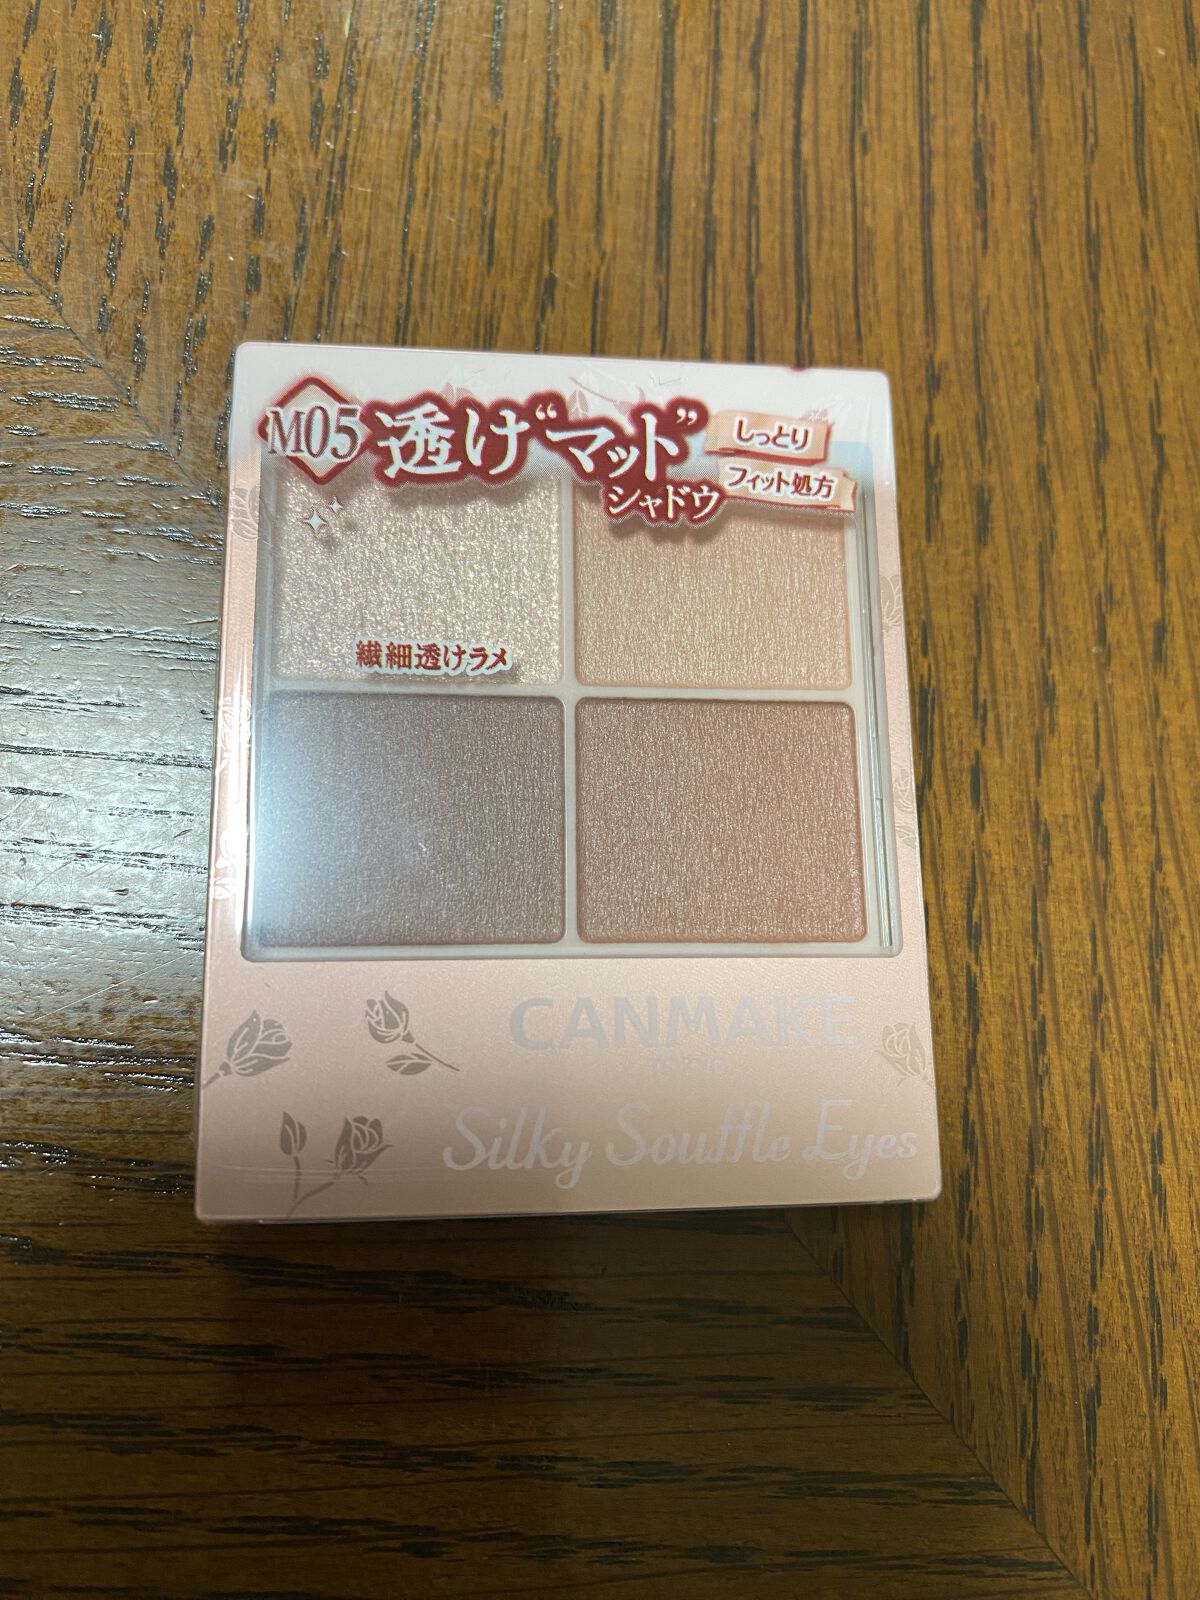 M05 透け“マット”
シャドウ
しっとり
フィット処方
繊細透けラメ
CANMAKE
TOKYO
Silky Souffle Eyes